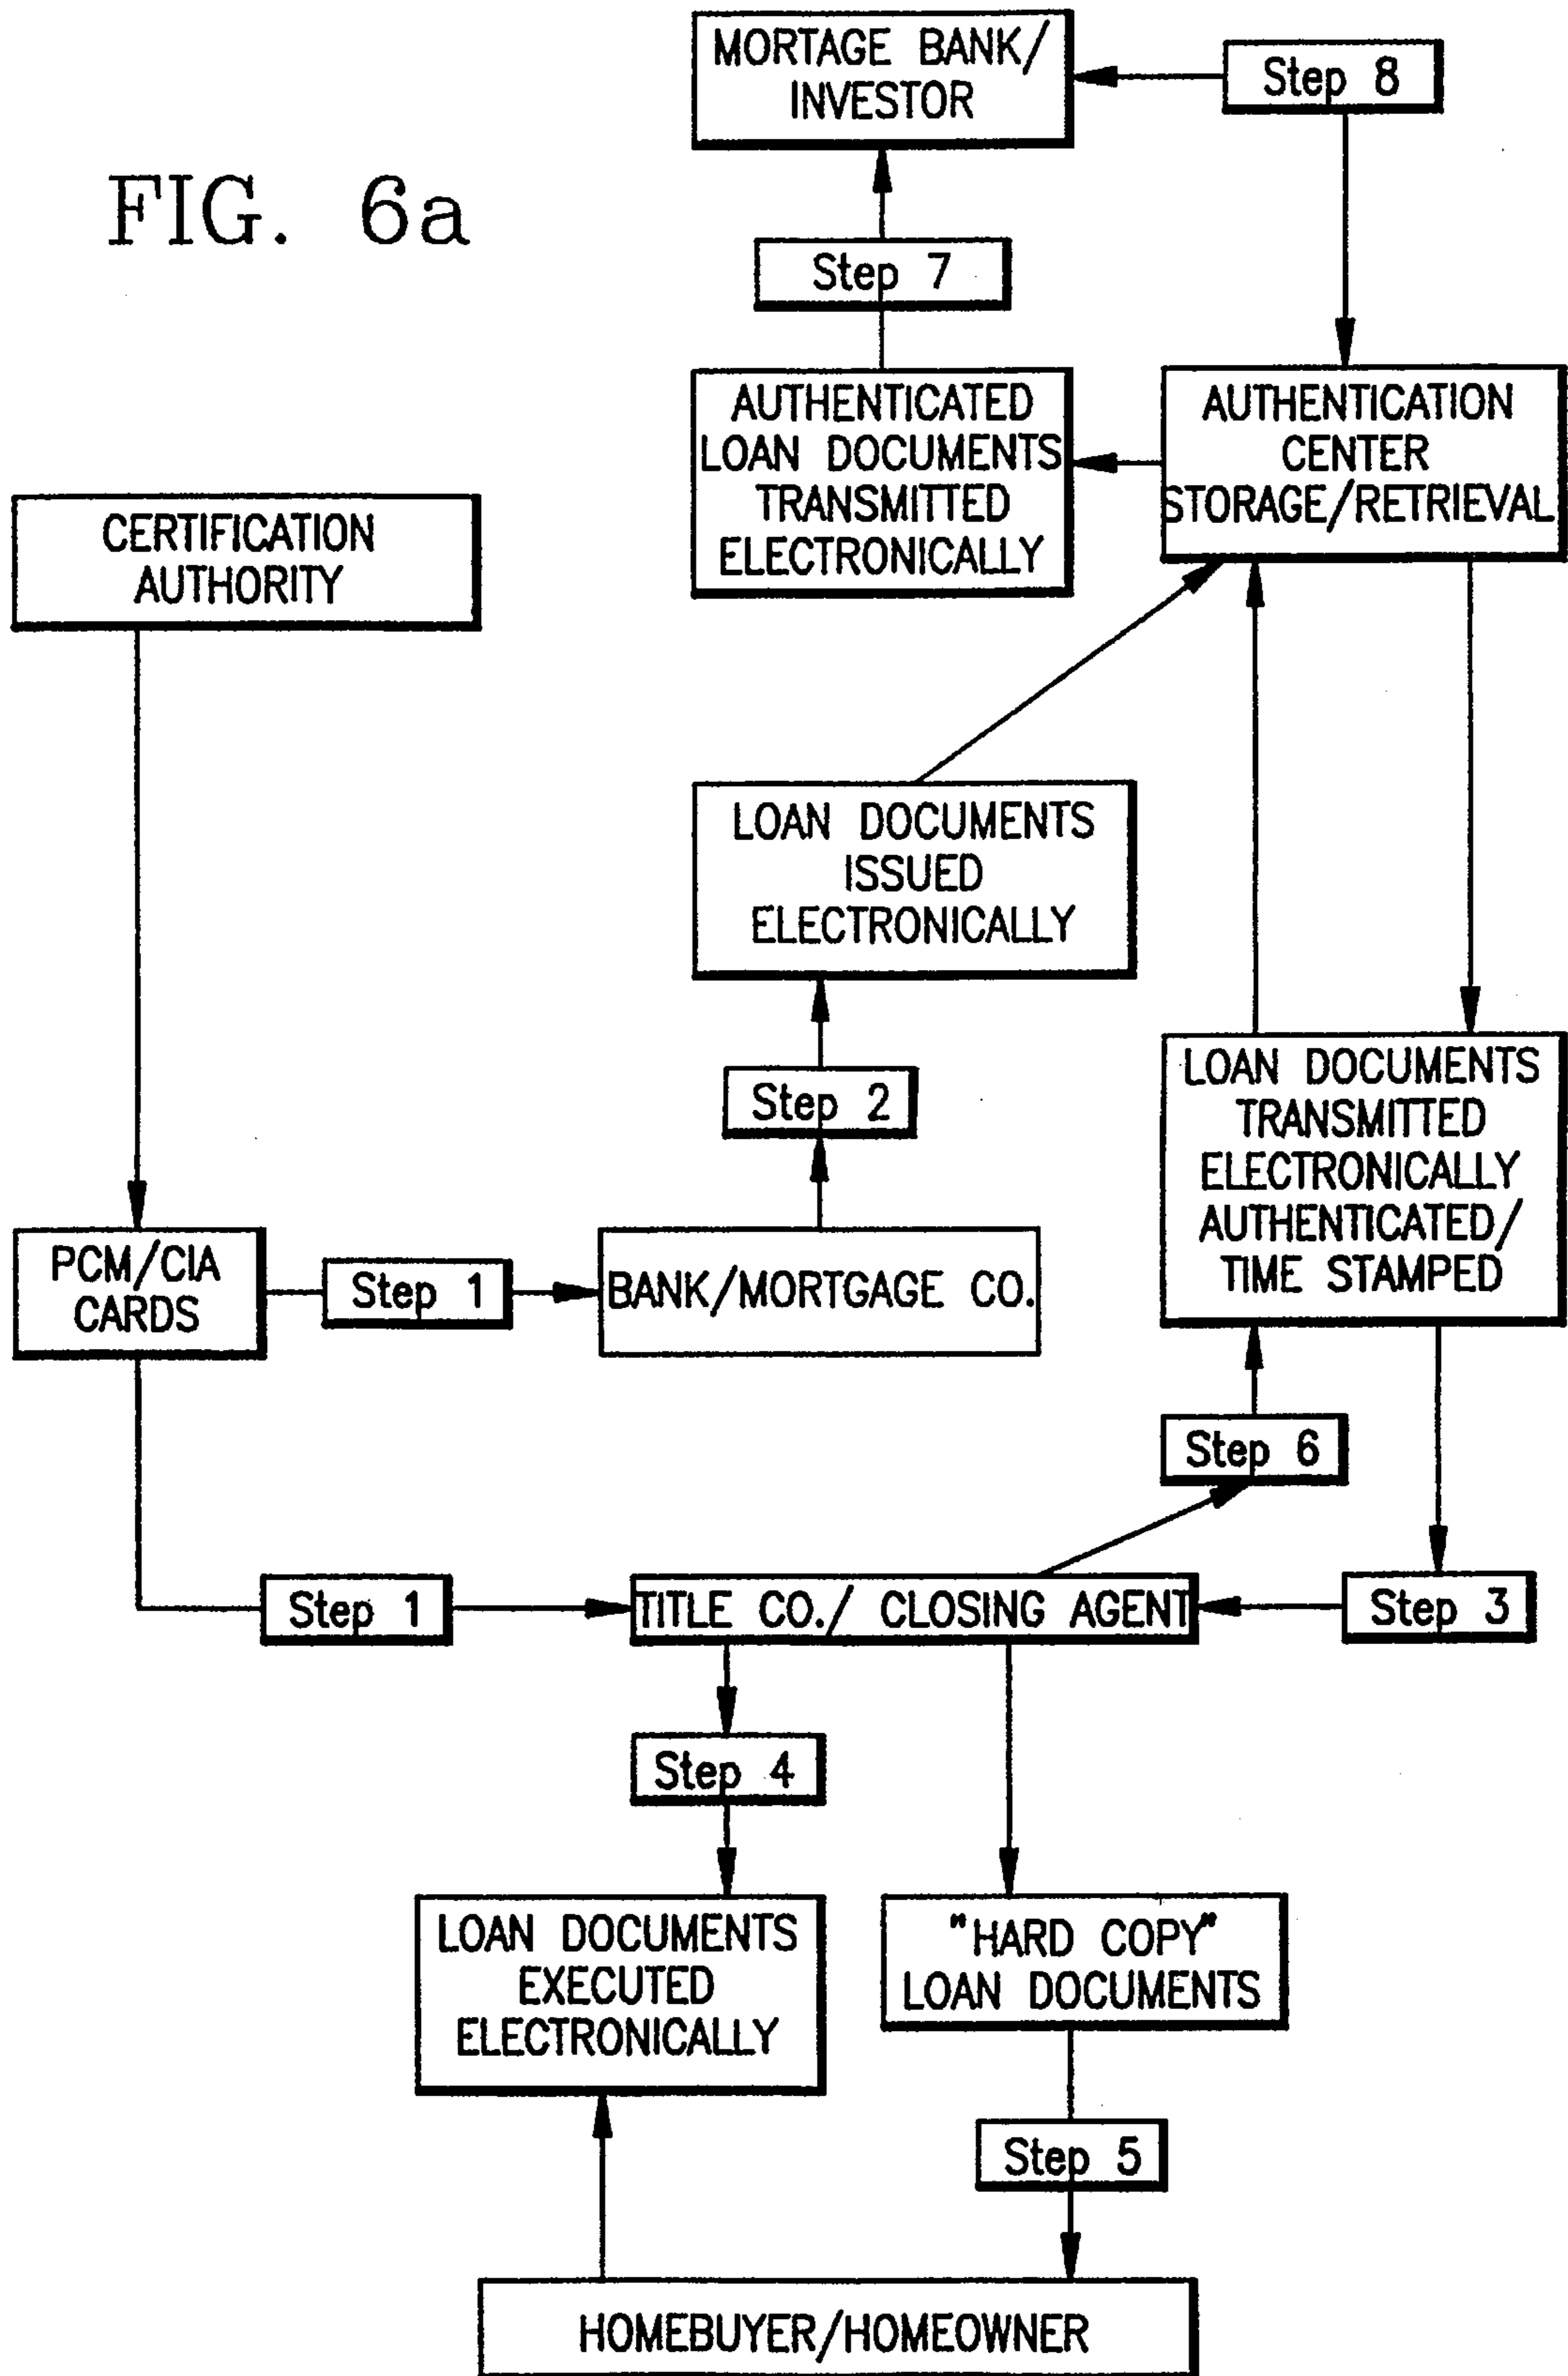 MORTAGE BANK/
INVESTOR
Step 8
FIG. 6a
Step 7
AUTHENTICATED
LOAN DOCUMENTS
TRANSMITTED
ELECTRONICALLY
AUTHENTICATION
CENTER
STORAGE/RETRIEVAL
CERTIFICATION
AUTHORITY
LOAN DOCUMENTS
ISSUED
ELECTRONICALLY
Step 2
LOAN DOCUMENTS
TRANSMITTED
ELECTRONICALLY
AUTHENTICATED/
TIME STAMPED
PCM/CIA
CARDS
Step 1
BANK/MORTGAGE CO.
Step 6
Step 1
TITLE CO./ CLOSING AGENT
Step 3
Step 4
LOAN DOCUMENTS
EXECUTED
ELECTRONICALLY
"HARD COPY"
LOAN DOCUMENTS
Step 5
HOMEBUYER/HOMEOWNER